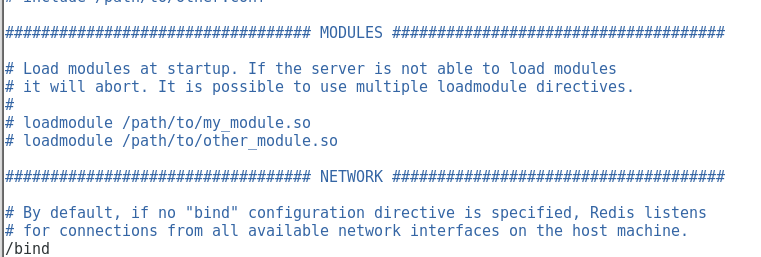 # include /path/to/other.conf
################################## MODULES #####################################
# Load modules at startup. If the server is not able to load modules
# it will abort. It is possible to use multiple loadmodule directives.
#
# loadmodule /path/to/my_module.so
# loadmodule /path/to/other_module.so
################################## NETWORK #####################################
# By default, if no "bind" configuration directive is specified, Redis listens
# for connections from all available network interfaces on the host machine.
/bind